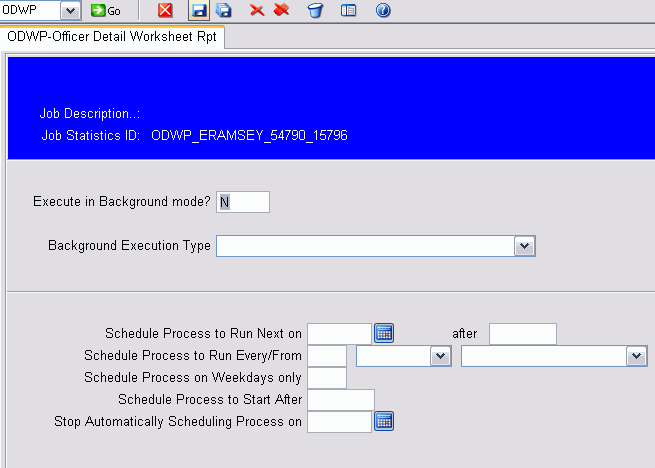 ODWP Go
ODWP-Officer Detail Worksheet Rpt
Job Description..:
Job Statistics ID: ODWP_ERAMSEY_54790_15796
Execute in Background mode? N
Background Execution Type
Schedule Process to Run Next on after
Schedule Process to Run Every/From
Schedule Process on Weekdays only
Schedule Process to Start After
Stop Automatically Scheduling Process on